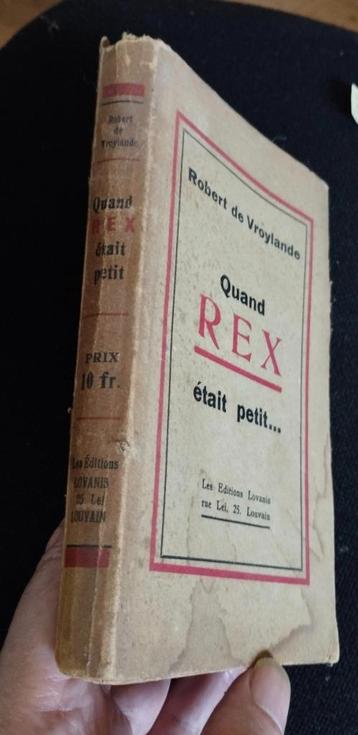 Robert
de
Vroylande
Quand
REX
était
petit
PRIX
10 fr.
Les Éditions
LOVANIS
25 Lei
LOUVAIN
Robert de Vroylande
Quand
REX
était petit...
Les Editions Lovanis
rue Lei, 25, Louvain